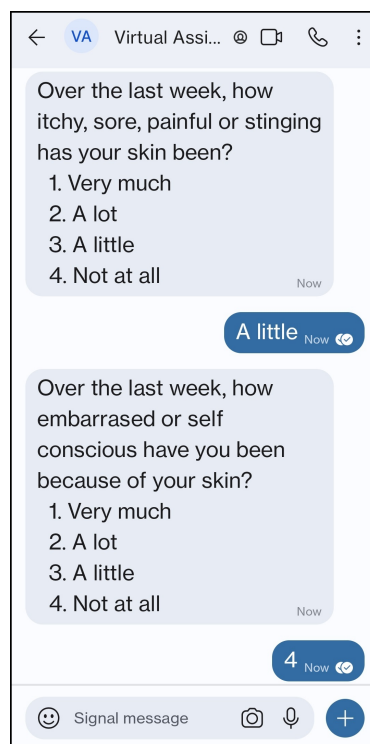 VA Virtual Assi...
Over the last week, how
itchy, sore, painful or stinging
has your skin been?
1. Very much
2. A lot
3. A little
4. Not at all
Now
A little Now
Over the last week, how
embarrased or self
conscious have you been
because of your skin?
1. Very much
2. A lot
3. A little
4. Not at all
Now
4 Now
Signal message